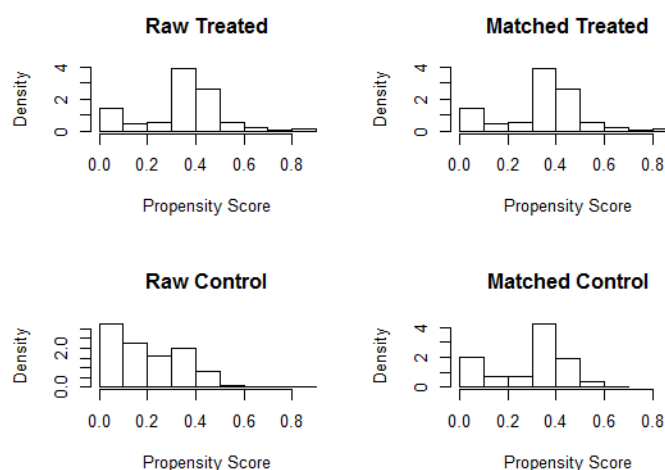 Raw Treated
Density
0 2 4
0.0 0.2 0.4 0.6 0.8
Propensity Score
Matched Treated
Density
0 2 4
0.0 0.2 0.4 0.6 0.8
Propensity Score
Raw Control
Density
0.0 2.0
0.0 0.2 0.4 0.6 0.8
Propensity Score
Matched Control
Density
0 2 4
0.0 0.2 0.4 0.6 0.8
Propensity Score